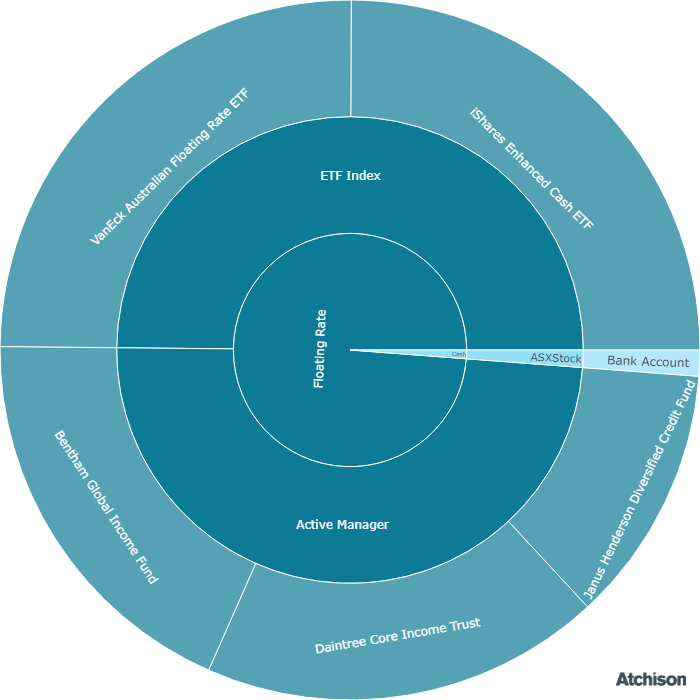 VanEck Australian Floating Rate ETF
iShares Enhanced Cash ETF
ETF Index
Floating Rate
Cash
ASXStock
Bank Account
Bentham Global Income Fund
Active Manager
Janus Henderson Diversified Credit Fund
Daintree Core Income Trust
Atchison